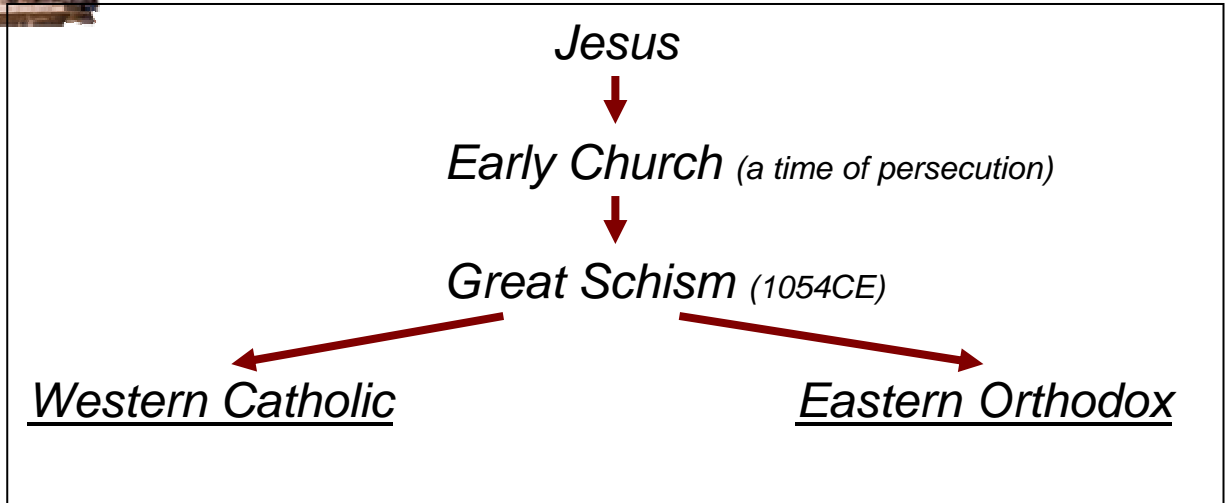 Jesus
Early Church (a time of persecution)
Great Schism (1054CE)
Western Catholic
Eastern Orthodox